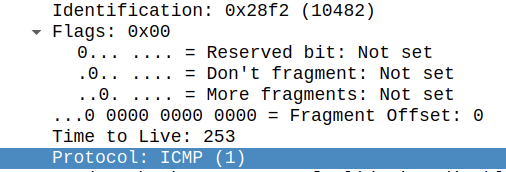 Identification: 0x28f2 (10482)
Flags: 0x00
0... .... = Reserved bit: Not set
.0.. .... = Don't fragment: Not set
..0. .... = More fragments: Not set
...0 0000 0000 0000 = Fragment Offset: 0
Time to Live: 253
Protocol: ICMP (1)